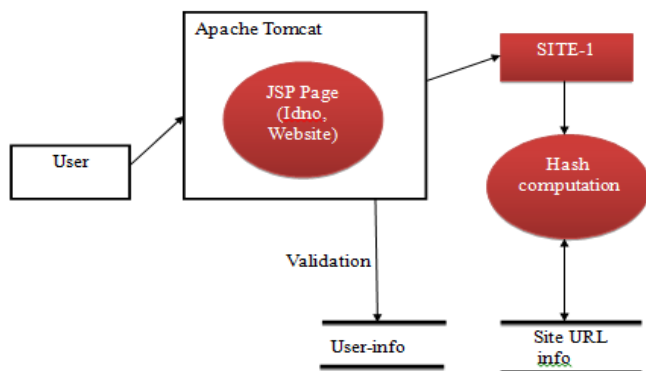 Apache Tomcat
JSP Page
(Idno,
Website)
SITE-1
User
Hash
computation
Validation
User-info
Site URL
info